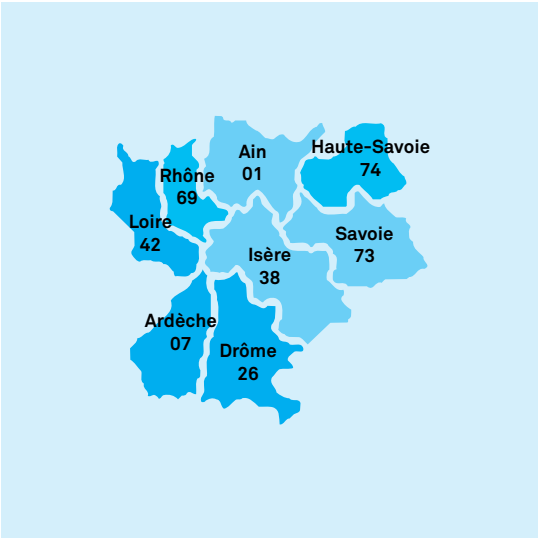 Ain
01
Haute-Savoie
74
Rhône
69
Loire
42
Savoie
73
Isère
38
Ardèche
07
Drôme
26